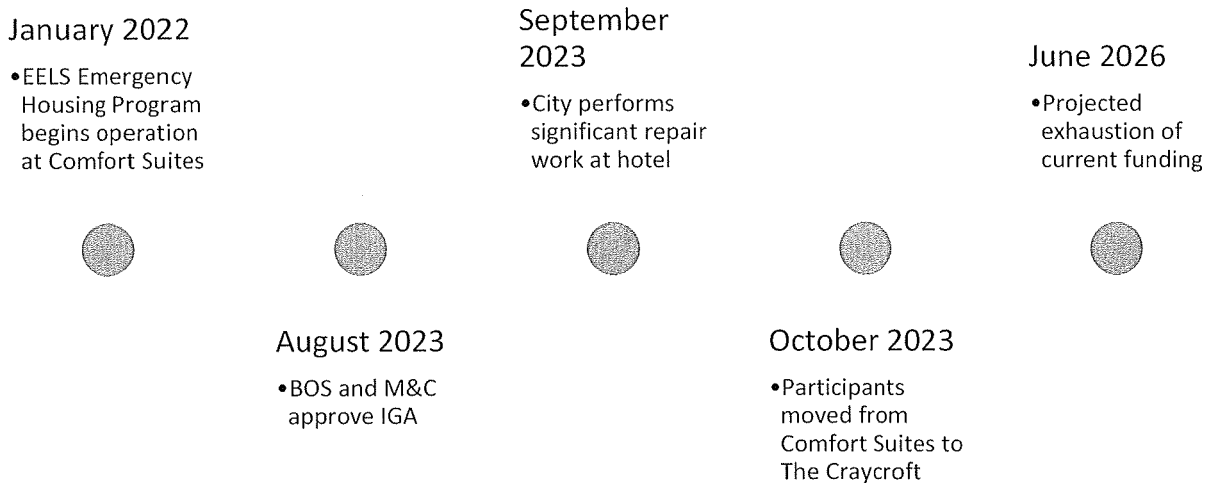 January 2022
•EELS Emergency
Housing Program
begins operation
at Comfort Suites
August 2023
•BOS and M&C
approve IGA
September
2023
•City performs
significant repair
work at hotel
October 2023
•Participants
moved from
Comfort Suites to
The Craycroft
June 2026
•Projected
exhaustion of
current funding